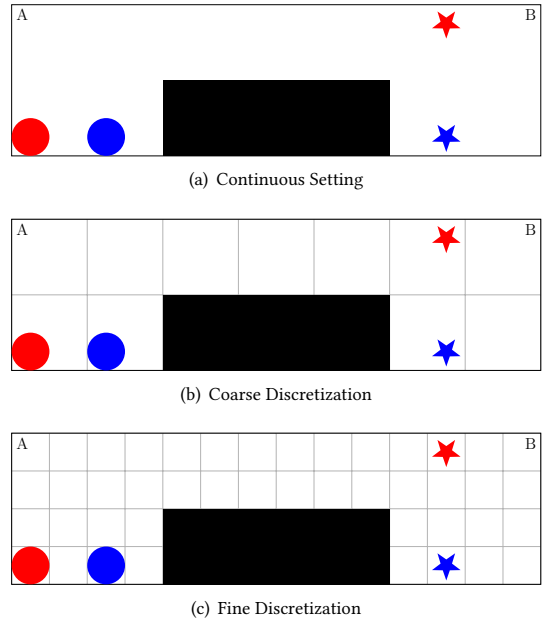 A B
(a) Continuous Setting
A B
(b) Coarse Discretization
A B
(c) Fine Discretization